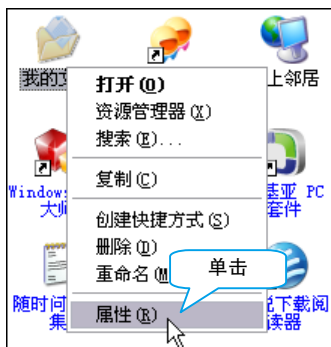 我的文
上邻居
打开(O)
资源管理器(X)
搜索(E)...
复制(C)
Windows
大师
基亚 PC
套件
创建快捷方式(S)
删除(D)
重命名(M
单击
随时问
集
属性(R)
说下载阅
读器